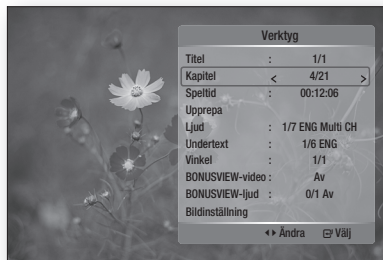 Verktyg
Titel : 1/1
Kapitel < 4/21 >
Speltid : 00:12:06
Upprepa
Ljud : 1/7 ENG Multi CH
Undertext : 1/6 ENG
Vinkel : 1/1
BONUSVIEW-video : Av
BONUSVIEW-ljud : 0/1 Av
Bildinställning
Ändra Välj